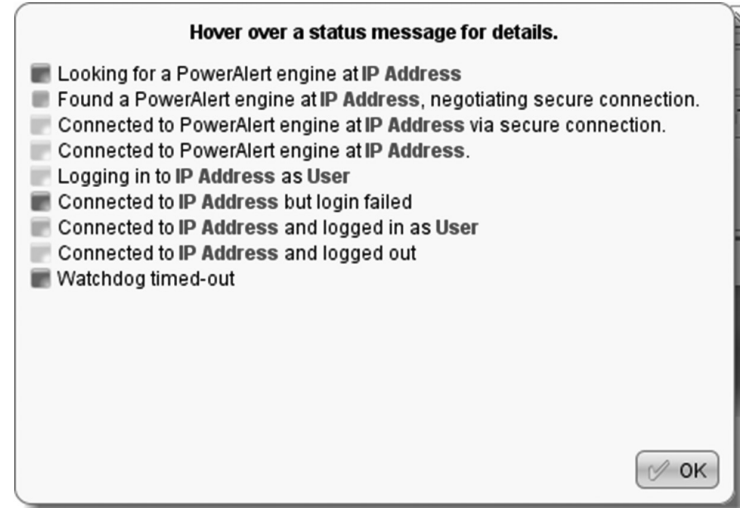 Hover over a status message for details.
Looking for a PowerAlert engine at IP Address
Found a PowerAlert engine at IP Address, negotiating secure connection.
Connected to PowerAlert engine at IP Address via secure connection.
Connected to PowerAlert engine at IP Address.
Logging in to IP Address as User
Connected to IP Address but login failed
Connected to IP Address and logged in as User
Connected to IP Address and logged out
Watchdog timed-out
OK